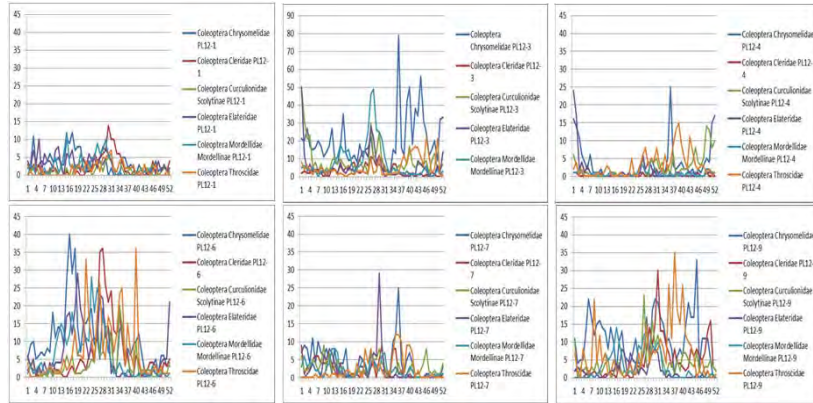 45
40
35
30
25
20
15
10
5
0
1 4 7 10 13 16 19 22 25 28 31 34 37 40 43 46 49 52
Coleoptera Chrysomelidae
PL12-1
Coleoptera Cleridae PL12-
1
Coleoptera Curculionidae
Scolytinae PL12-1
Coleoptera Elateridae
PL12-1
Coleoptera Mordellidae
Mordellinae PL12-1
Coleoptera Throscidae
PL12-1
90
80
70
60
50
40
30
20
10
0
1 4 7 10 13 16 19 22 25 28 31 34 37 40 43 46 49 52
Coleoptera
Chrysomelidae PL12-3
Coleoptera Cleridae PL12-
3
Coleoptera Curculionidae
Scolytinae PL12-3
Coleoptera Elateridae
PL12-3
Coleoptera Mordellidae
Mordellinae PL12-3
45
40
35
30
25
20
15
10
5
0
1 4 7 10 13 16 19 22 25 28 31 34 37 40 43 46 49 52
Coleoptera Chrysomelidae
PL12-4
Coleoptera Cleridae PL12-
4
Coleoptera Curculionidae
Scolytinae PL12-4
Coleoptera Elateridae
PL12-4
Coleoptera Mordellidae
Mordellinae PL12-4
Coleoptera Throscidae
PL12-4
45
40
35
30
25
20
15
10
5
0
1 4 7 10 13 16 19 22 25 28 31 34 37 40 43 46 49 52
Coleoptera Chrysomelidae
PL12-6
Coleoptera Cleridae PL12-
6
Coleoptera Curculionidae
Scolytinae PL12-6
Coleoptera Elateridae
PL12-6
Coleoptera Mordellidae
Mordellinae PL12-6
Coleoptera Throscidae
PL12-6
45
40
35
30
25
20
15
10
5
0
1 4 7 10 13 16 19 22 25 28 31 34 37 40 43 46 49 52
Coleoptera Chrysomelidae
PL12-7
Coleoptera Cleridae PL12-
7
Coleoptera Curculionidae
Scolytinae PL12-7
Coleoptera Elateridae
PL12-7
Coleoptera Mordellidae
Mordellinae PL12-7
Coleoptera Throscidae
PL12-7
45
40
35
30
25
20
15
10
5
0
1 4 7 10 13 16 19 22 25 28 31 34 37 40 43 46 49 52
Coleoptera Chrysomelidae
PL12-9
Coleoptera Cleridae PL12-
9
Coleoptera Curculionidae
Scolytinae PL12-9
Coleoptera Elateridae
PL12-9
Coleoptera Mordellidae
Mordellinae PL12-9
Coleoptera Throscidae
PL12-9